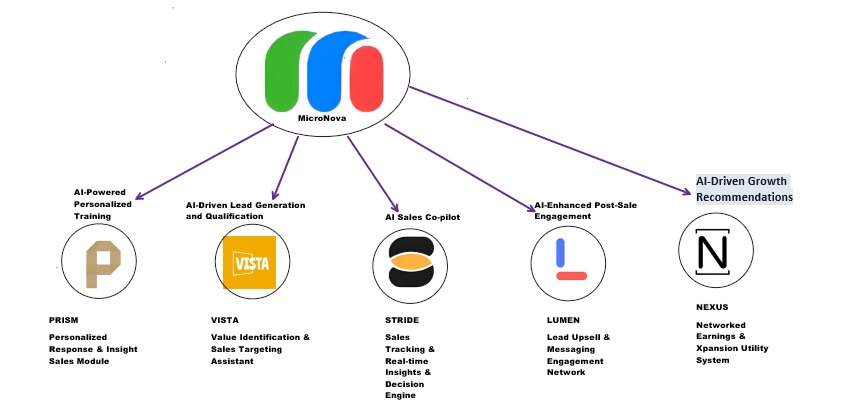 MicroNova
AI-Powered
Personalized
Training
AI-Driven Lead Generation
and Qualification
AI Sales Co-pilot
AI-Enhanced Post-Sale
Engagement
AI-Driven Growth
Recommendations
P
VISTA
L
N
PRISM
Personalized
Response & Insight
Sales Module
VISTA
Value Identification &
Sales Targeting
Assistant
STRIDE
Sales
Tracking &
Real-time
Insights &
Decision
Engine
LUMEN
Lead Upsell &
Messaging
Engagement
Network
NEXUS
Networked
Earnings &
Xpansion Utility
System